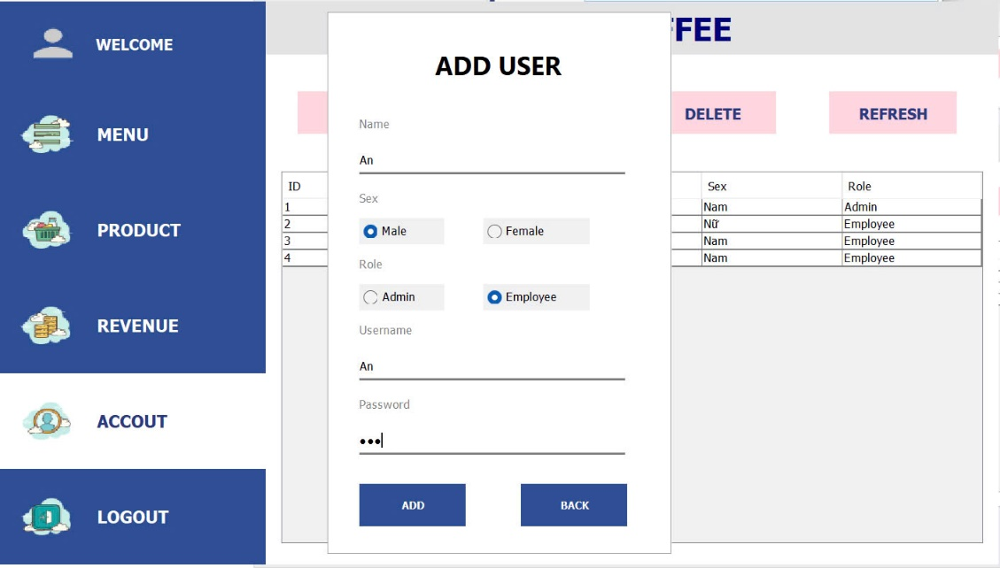 WELCOME
MENU
PRODUCT
REVENUE
ACCOUT
LOGOUT
FFEE
DELETE
REFRESH
ID
Sex
Role
1
Nam
Admin
2
Nữ
Employee
3
Nam
Employee
4
Nam
Employee
ADD USER
Name
An
Sex
Male
Female
Role
Admin
Employee
Username
An
Password
•••
ADD
BACK